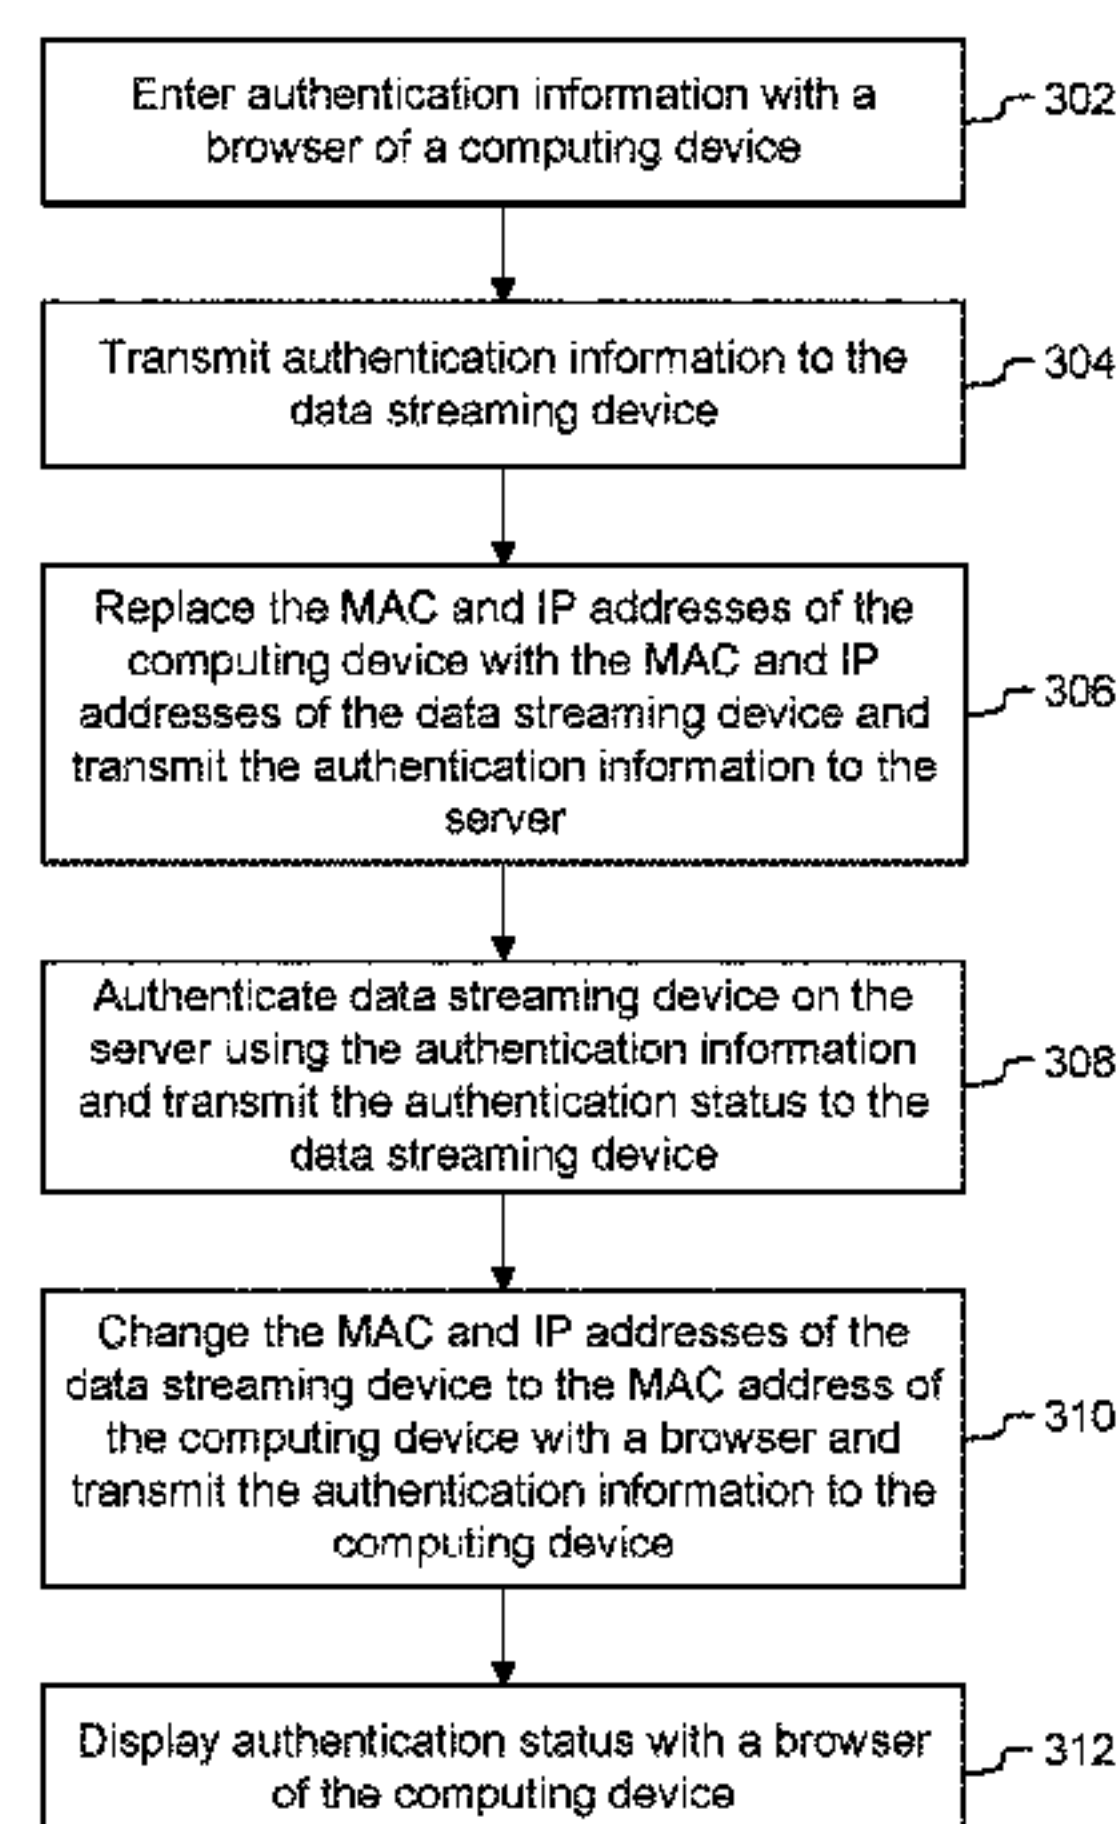 Enter authentication information with a
browser of a computing device
302
Transmit authentication information to the
data streaming device
304
Replace the MAC and IP addresses of the
computing device with the MAC and IP
addresses of the data streaming device and
transmit the authentication information to the
server
306
Authenticate data streaming device on the
server using the authentication information
and transmit the authentication status to the
data streaming device
308
Change the MAC and IP addresses of the
data streaming device to the MAC address of
the computing device with a browser and
transmit the authentication information to the
computing device
310
Display authentication status with a browser
of the computing device
312